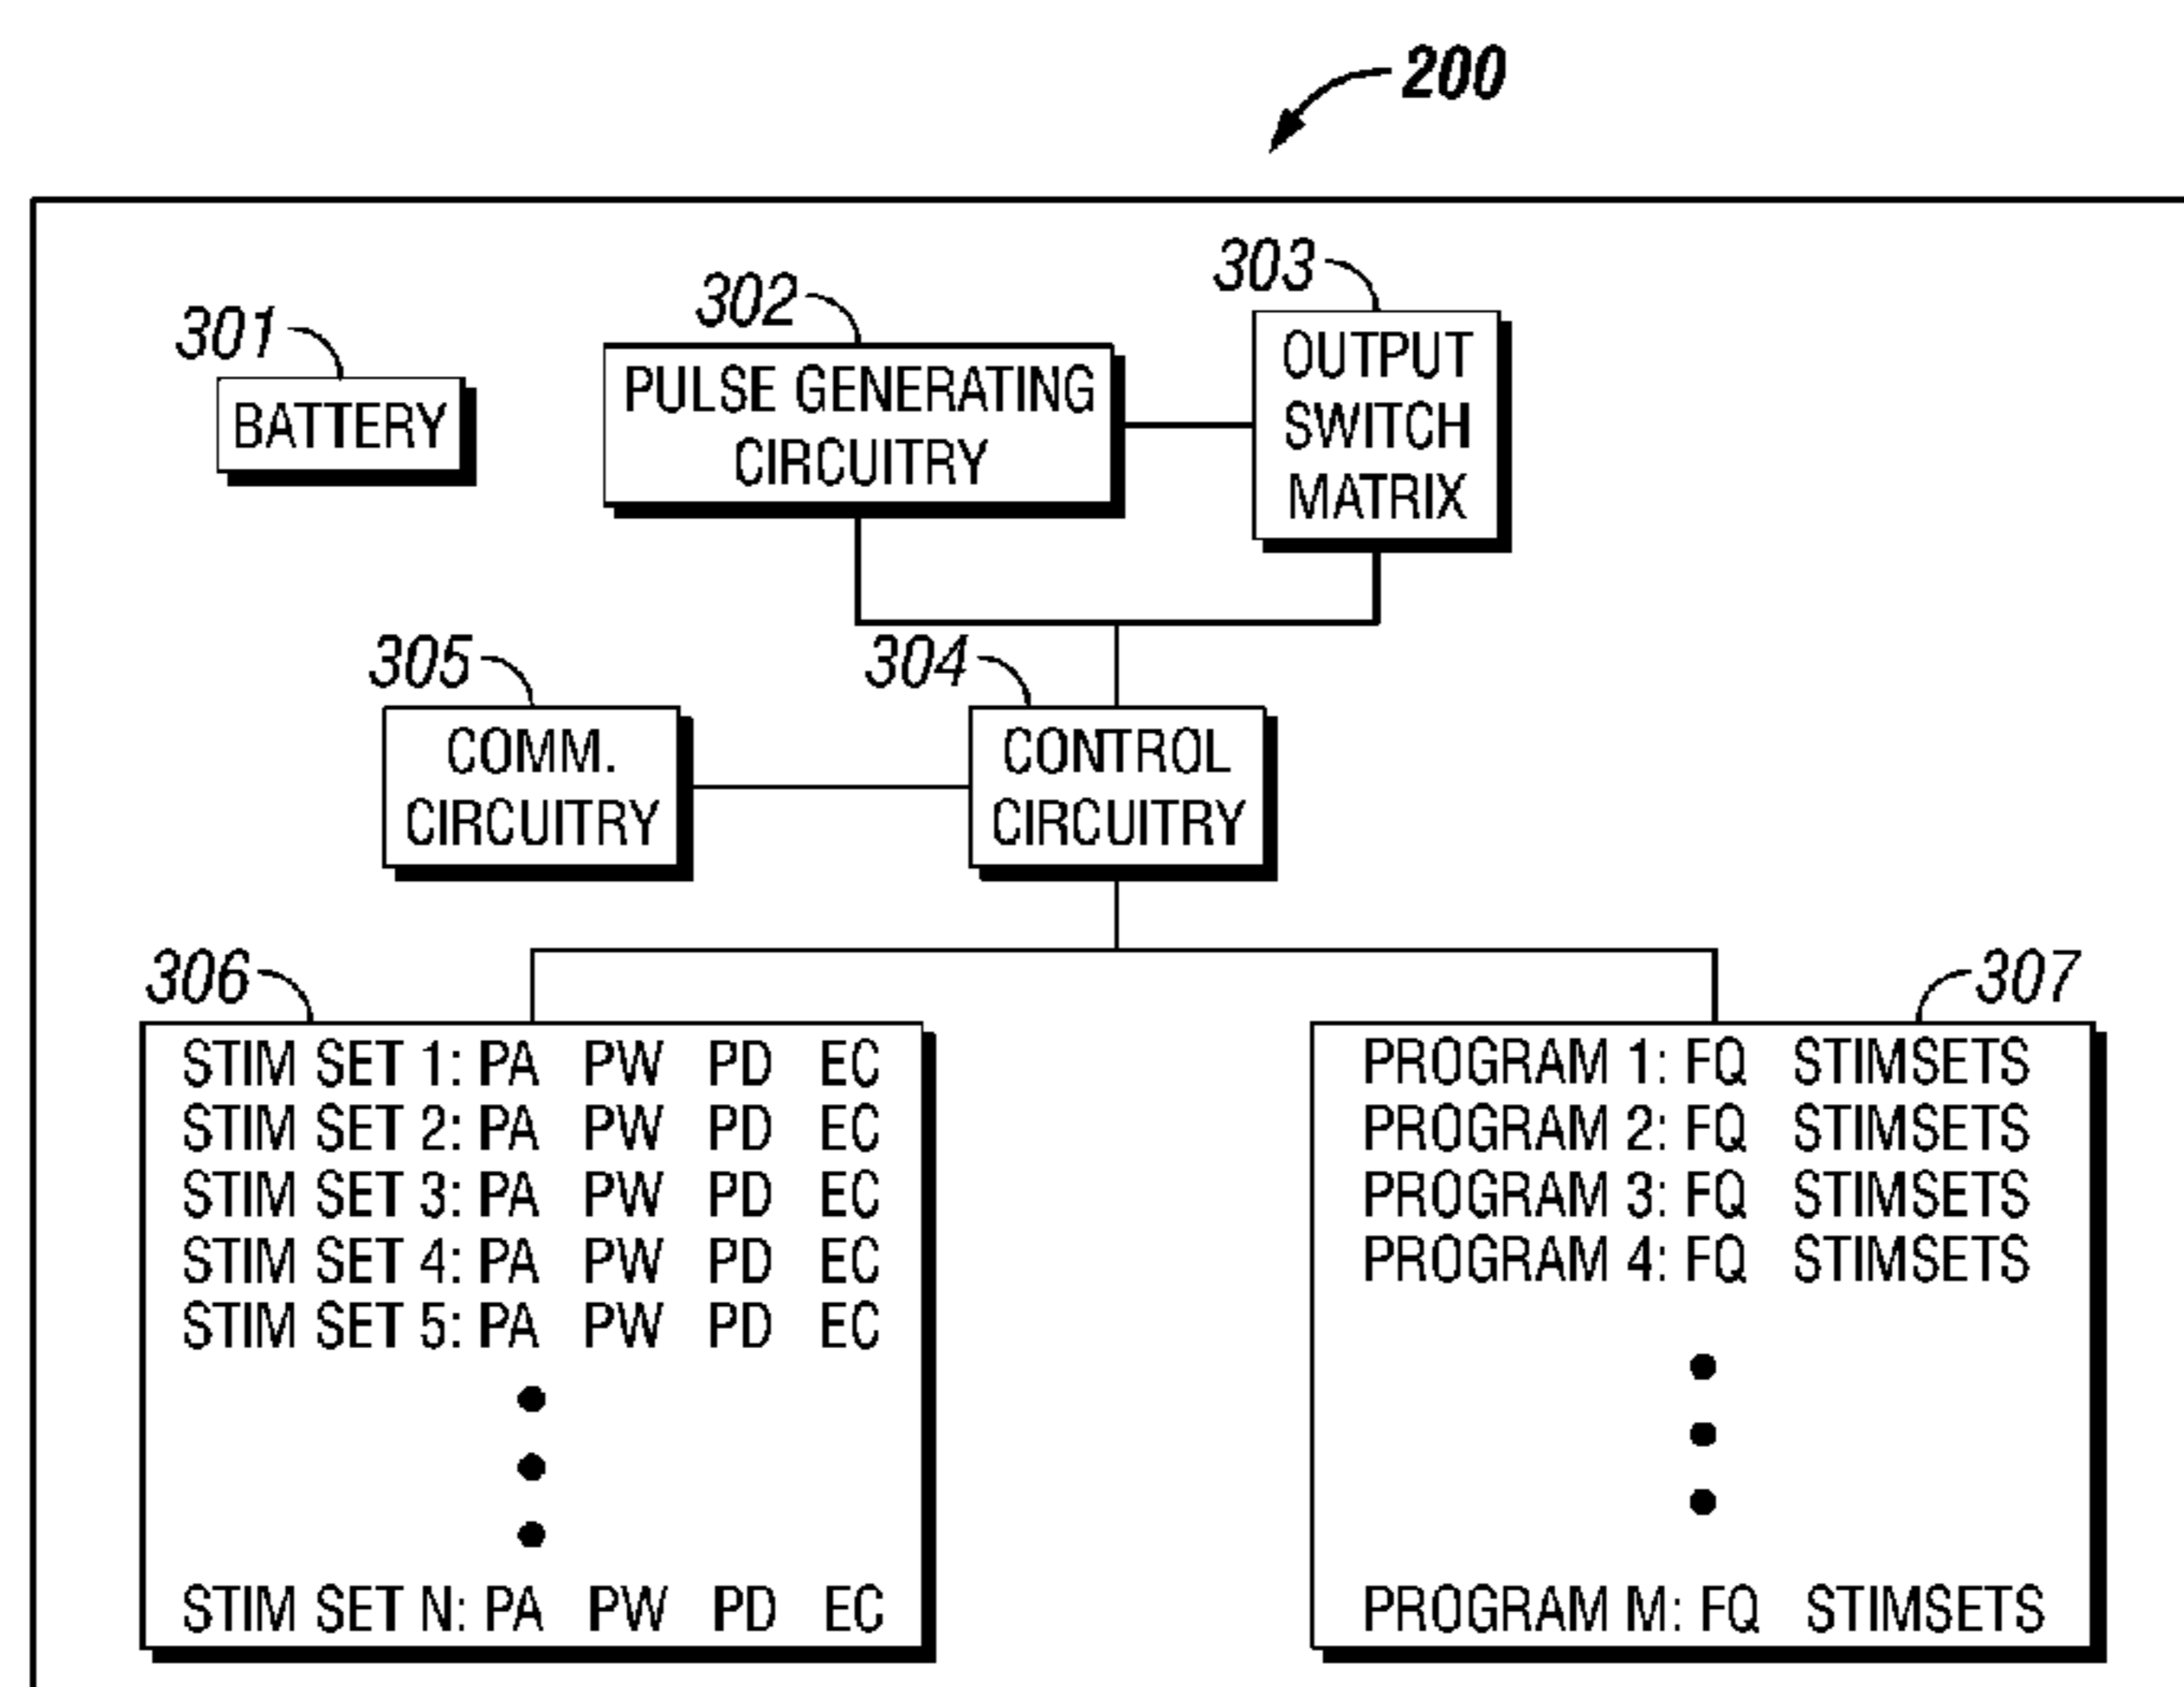 200
301
BATTERY
302
PULSE GENERATING
CIRCUITRY
303
OUTPUT
SWITCH
MATRIX
305
COMM.
CIRCUITRY
304
CONTROL
CIRCUITRY
306
STIM SET 1: PA PW PD EC
STIM SET 2: PA PW PD EC
STIM SET 3: PA PW PD EC
STIM SET 4: PA PW PD EC
STIM SET 5: PA PW PD EC
STIM SET N: PA PW PD EC
307
PROGRAM 1: FQ STIMSETS
PROGRAM 2: FQ STIMSETS
PROGRAM 3: FQ STIMSETS
PROGRAM 4: FQ STIMSETS
PROGRAM M: FQ STIMSETS